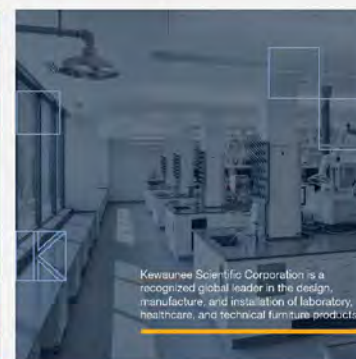 Kewaunee Scientific Corporation is a
recognized global leader in the design,
manufacture, and installation of laboratory,
healthcare, and technical furniture products.